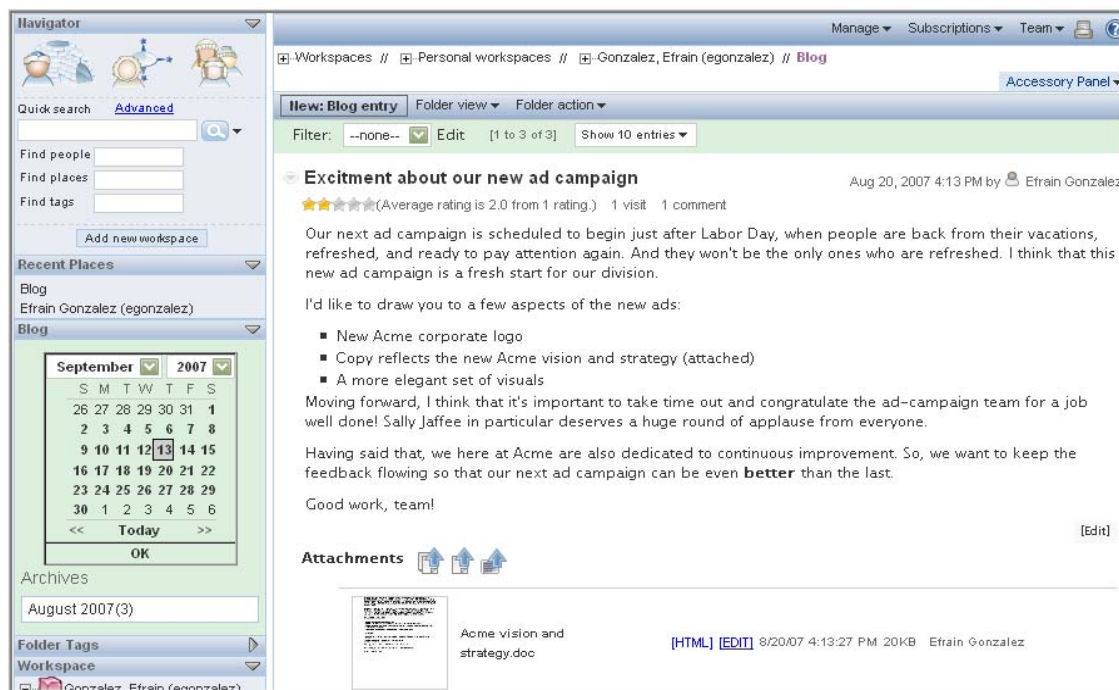 Navigator
Quick search Advanced
Find people
Find places
Find tags
Add new workspace
Recent Places
Blog
Efrain Gonzalez (egonzalez)
Blog
September 2007
S M T W T F S
26 27 28 29 30 31 1
2 3 4 5 6 7 8
9 10 11 12 13 14 15
16 17 18 19 20 21 22
23 24 25 26 27 28 29
30 1 2 3 4 5 6
<< Today >>
OK
Archives
August 2007(3)
Folder Tags
Workspace
Gonzalez, Efrain (egonzalez)
Manage Subscriptions Team ?
Workspaces // Personal workspaces // Gonzalez, Efrain (egonzalez) // Blog
Accessory Panel
New: Blog entry Folder view Folder action
Filter: --none-- Edit [1 to 3 of 3] Show 10 entries
Excitment about our new ad campaign
Aug 20, 2007 4:13 PM by Efrain Gonzalez
(Average rating is 2.0 from 1 rating.) 1 visit 1 comment
Our next ad campaign is scheduled to begin just after Labor Day, when people are back from their vacations,
refreshed, and ready to pay attention again. And they won't be the only ones who are refreshed. I think that this
new ad campaign is a fresh start for our division.
I'd like to draw you to a few aspects of the new ads:
New Acme corporate logo
Copy reflects the new Acme vision and strategy (attached)
A more elegant set of visuals
Moving forward, I think that it's important to take time out and congratulate the ad-campaign team for a job
well done! Sally Jaffee in particular deserves a huge round of applause from everyone.
Having said that, we here at Acme are also dedicated to continuous improvement. So, we want to keep the
feedback flowing so that our next ad campaign can be even better than the last.
Good work, team!
[Edit]
Attachments
Acme vision and
strategy.doc
[HTML] [EDIT] 8/20/07 4:13:27 PM 20KB Efrain Gonzalez